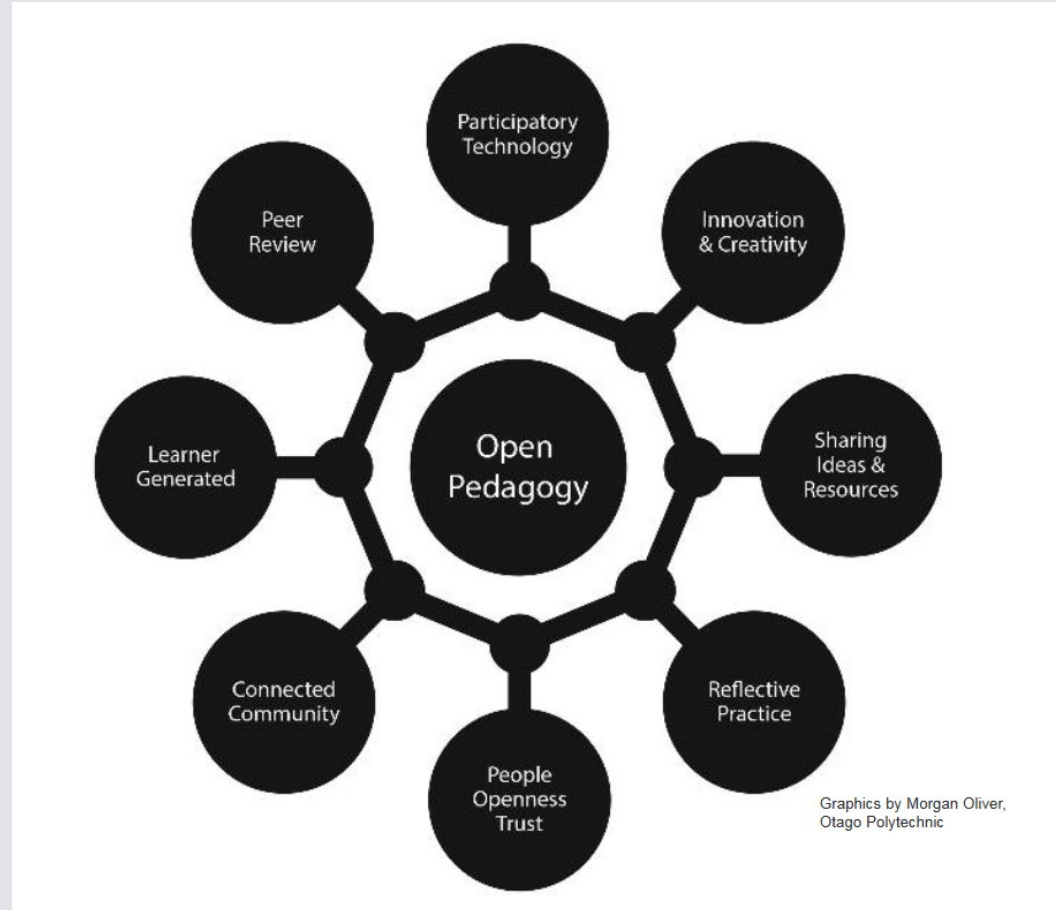 Participatory
Technology
Innovation
& Creativity
Sharing
Ideas &
Resources
Reflective
Practice
People
Openness
Trust
Connected
Community
Learner
Generated
Peer
Review
Open
Pedagogy
Graphics by Morgan Oliver,
Otago Polytechnic